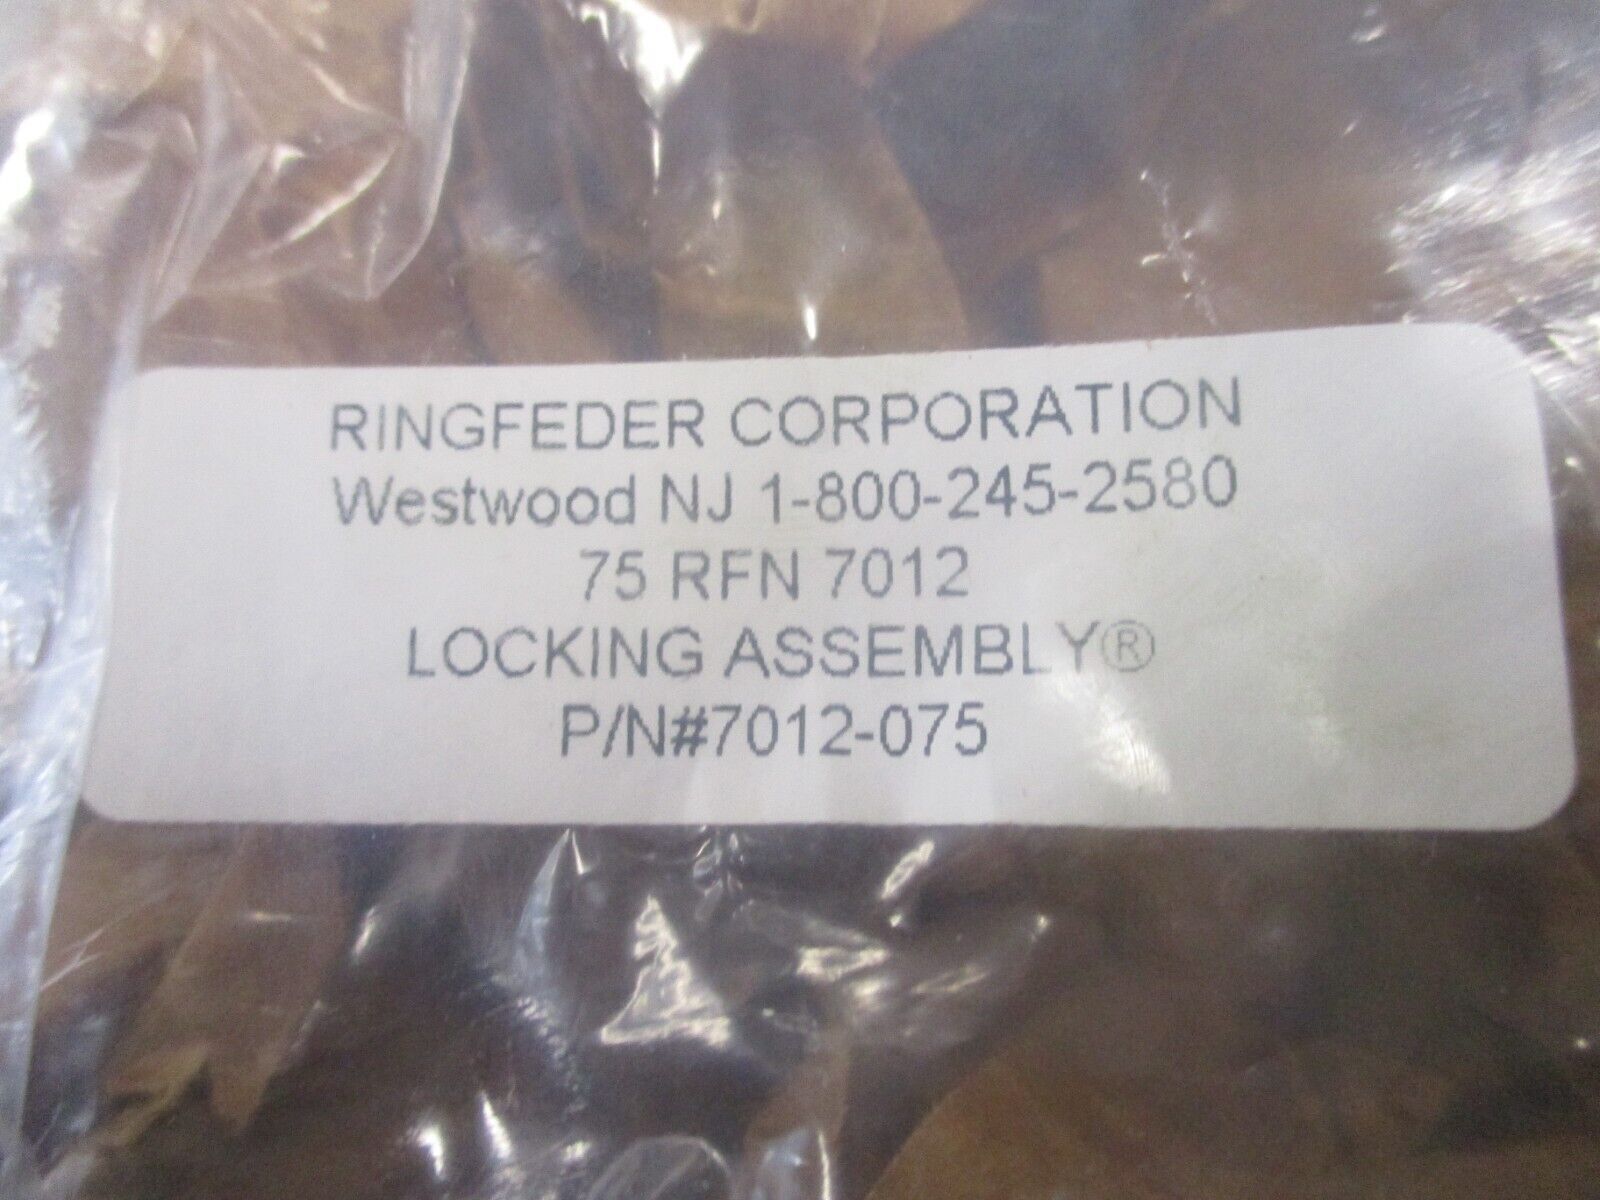 RINGFEDER CORPORATION
Westwood NJ 1-800-245-2580
75 RFN 7012
LOCKING ASSEMBLY®
P/N#7012-075